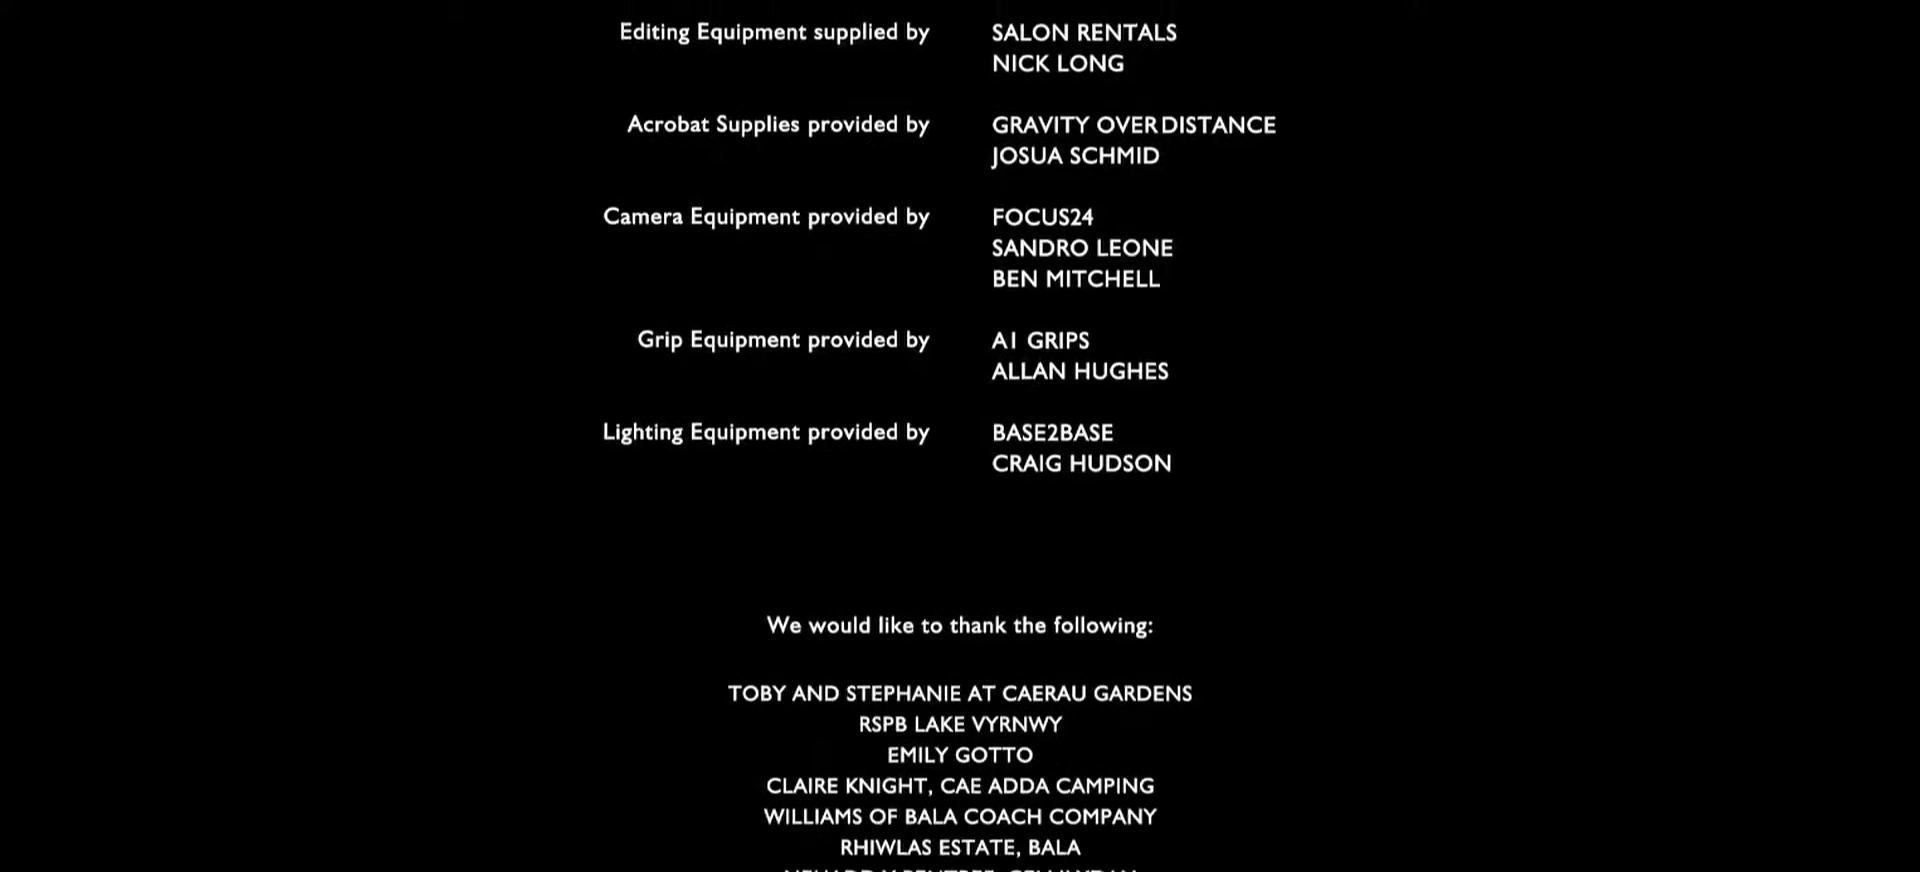 Editing Equipment supplied by SALON RENTALS
NICK LONG
Acrobat Supplies provided by GRAVITY OVERDISTANCE
JOSUA SCHMID
Camera Equipment provided by FOCUS24
SANDRO LEONE
BEN MITCHELL
Grip Equipment provided by A1 GRIPS
ALLAN HUGHES
Lighting Equipment provided by BASE2BASE
CRAIG HUDSON
We would like to thank the following:
TOBY AND STEPHANIE AT CAERAU GARDENS
RSPB LAKE VYRNWY
EMILY GOTTO
CLAIRE KNIGHT, CAE ADDA CAMPING
WILLIAMS OF BALA COACH COMPANY
RHIWLAS ESTATE, BALA